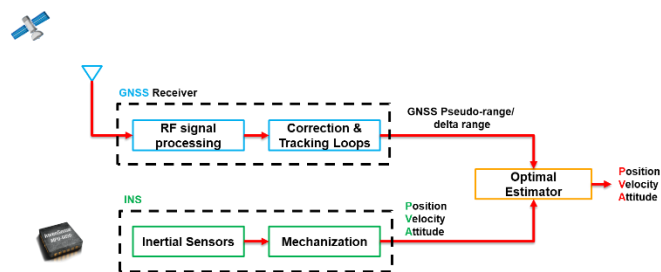 GNSS Receiver
RF signal
processing
Correction &
Tracking Loops
GNSS Pseudo-range/
delta range
Optimal
Estimator
Position
Velocity
Attitude
INS
Inertial Sensors
Mechanization
Position
Velocity
Attitude